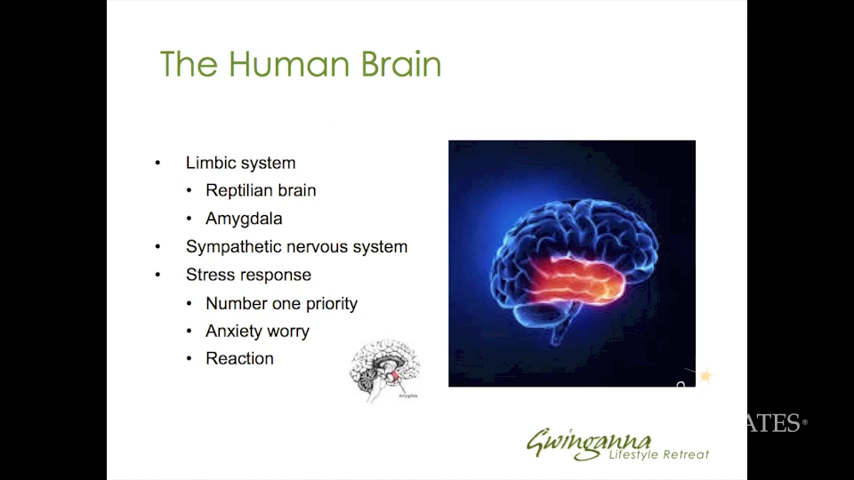 The Human Brain
• Limbic system
• Reptilian brain
• Amygdala
• Sympathetic nervous system
• Stress response
• Number one priority
• Anxiety worry
• Reaction
Amygdala
Gwinganna
Lifestyle Retreat
ATES®